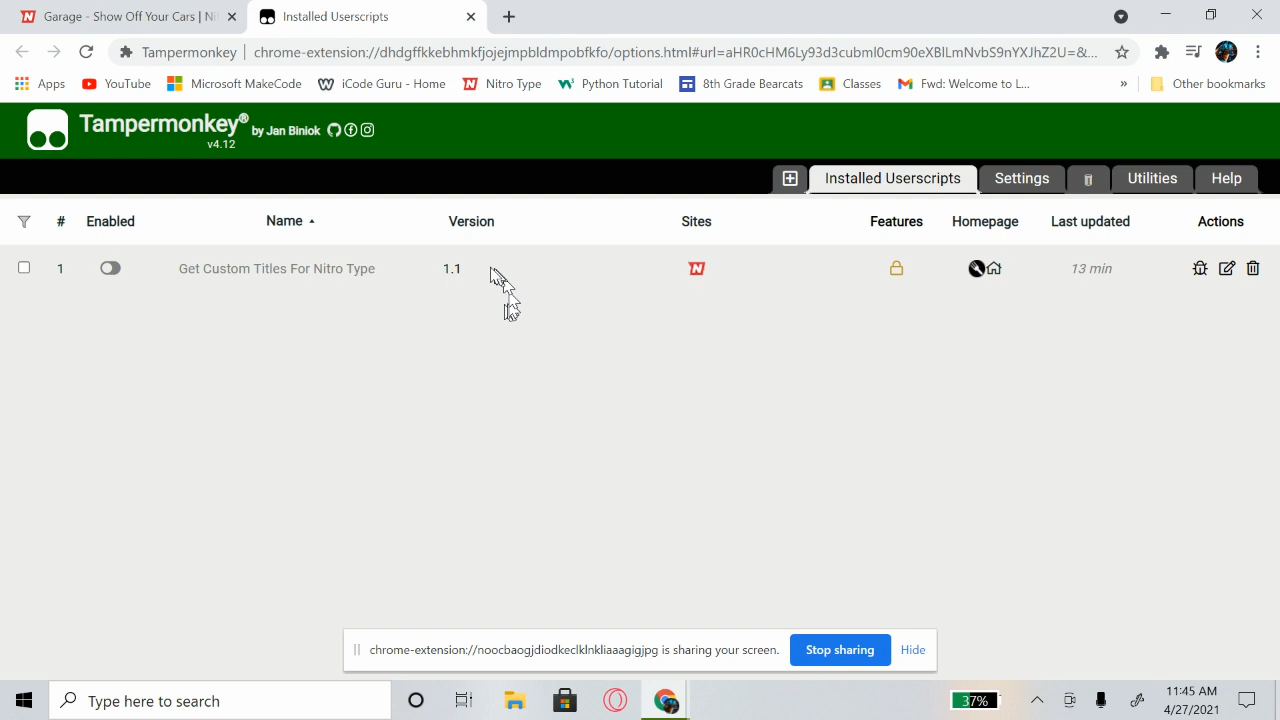 Garage - Show Off Your Cars | Ni
Installed Userscripts
Tampermonkey
chrome-extension://dhdgffkkebhmkfjojejmpbldmpobfkfo/options.html#url=aHR0cHM6Ly93d3cubml0cm90eXBlLmNvbS9nYXJhZ2U=&...
Apps
YouTube
Microsoft MakeCode
iCode Guru - Home
Nitro Type
Python Tutorial
8th Grade Bearcats
Classes
Fwd: Welcome to L...
»
Other bookmarks
Tampermonkey® by Jan Biniok
v4.12
Installed Userscripts
Settings
Utilities
Help
# Enabled Name Version Sites Features Homepage Last updated Actions
1 Get Custom Titles For Nitro Type 1.1 13 min
chrome-extension://noocbaogjdiodkeclklnkliaaagigjpg is sharing your screen.
Stop sharing
Hide
Type here to search
37%
11:45 AM
4/27/2021